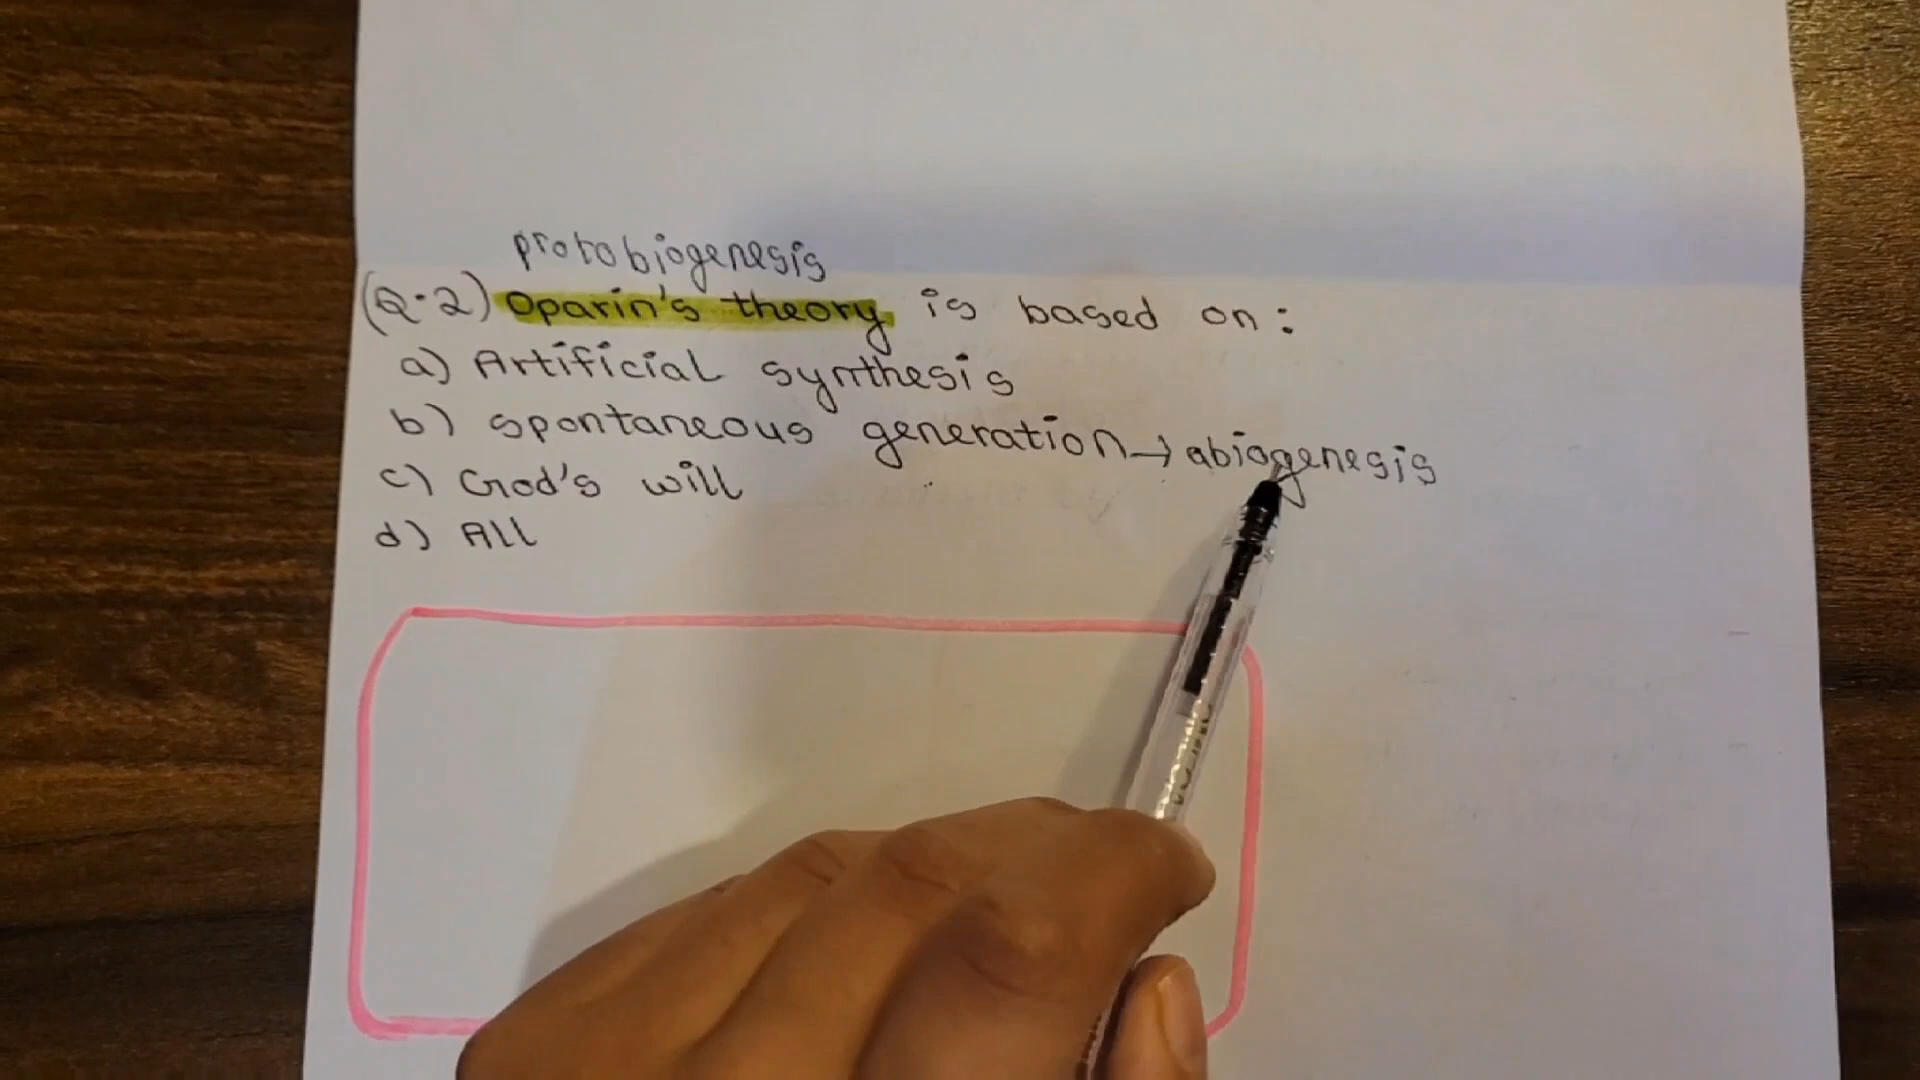 protobiogenesis
(Q.2) Oparin's theory is based on:
a) Artificial synthesis
b) spontaneous generation → abiogenesis
c) God's will
d) All